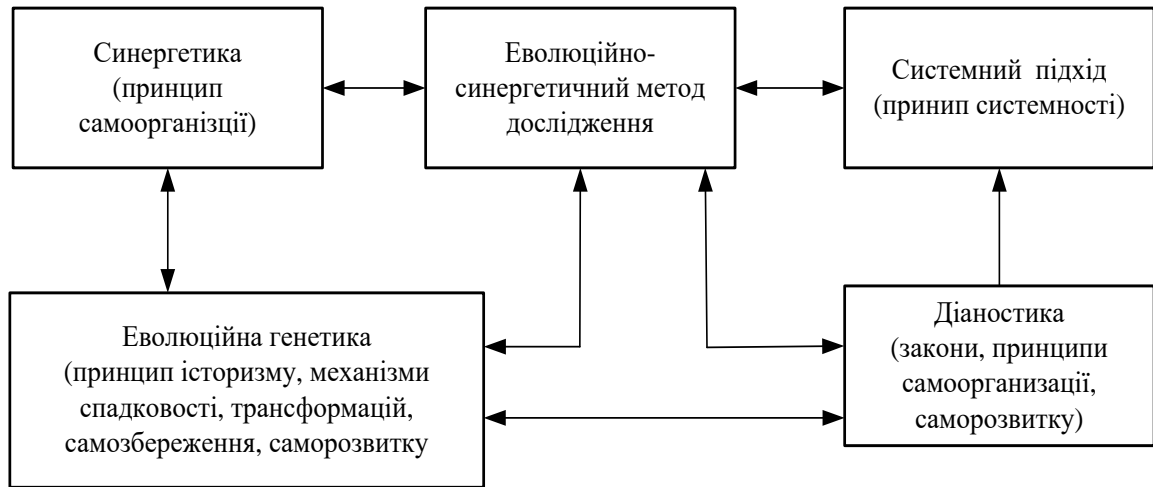 Синергетика
(принцип
самоорганізції)
Еволюційно-
синергетичний метод
дослідження
Системний підхід
(принип системності)
Еволюційна генетика
(принцип історизму, механізми
спадковості, трансформацій,
самозбереження, саморозвитку
Діаностика
(закони, принципи
самоорганизації,
саморозвитку)